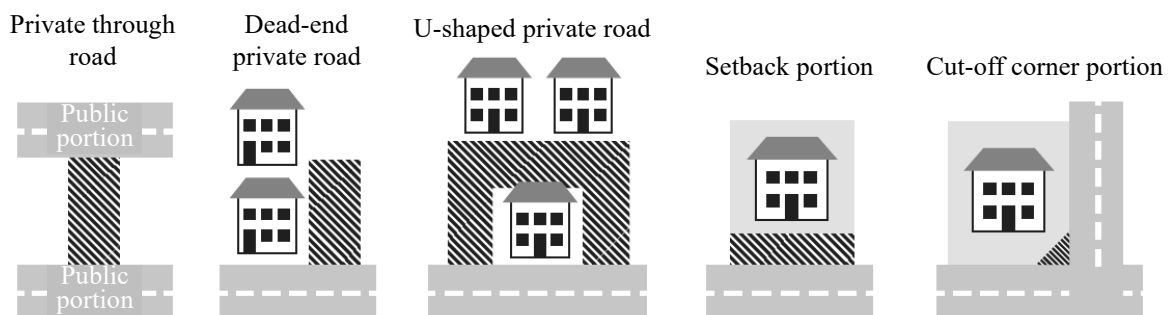 Private through
road
Dead-end
private road
U-shaped private road
Setback portion
Cut-off corner portion
Public
portion
Public
portion